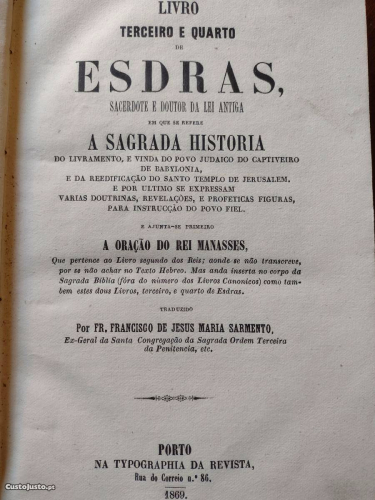 LIVRO
TERCEIRO E QUARTO
DE
ESDRAS,
SACERDOTE E DOUTOR DA LEI ANTIGA
EM QUE SE REFERE
A SAGRADA HISTORIA
DO LIVRAMENTO, E VINDA DO POVO JUDAICO DO CAPTIVEIRO
DE BABYLONIA,
E DA REEDIFICAÇÃO DO SANTO TEMPLO DE JERUSALEM.
E POR ULTIMO SE EXPRESSAM
VARIAS DOUTRINAS, REVELAÇÕES, E PROFETICAS FIGURAS,
PARA INSTRUCÇÃO DO POVO FIEL.
E AJUNTA-SE PRIMEIRO
A ORAÇÃO DO REI MANASSES,
Que pertence ao Livro segundo dos Reis; aonde se não transcreve,
por se não achar no Texto Hebreo. Mas anda inserta no corpo da
Sagrada Biblia (fóra do número dos Livros Canonicos) como tam-
bem estes dous Livros, terceiro, e quarto de Esdras.
TRADUZIDO
Por FR. FRANCISCO DE JESUS MARIA SARMENTO,
Ex-Geral da Santa Congregação da Sagrada Ordem Terceira
da Penitencia, etc.
PORTO
NA TYPOGRAPHIA DA REVISTA,
Rua do Correio n.º 86.
1869.
CustoJusto.pt